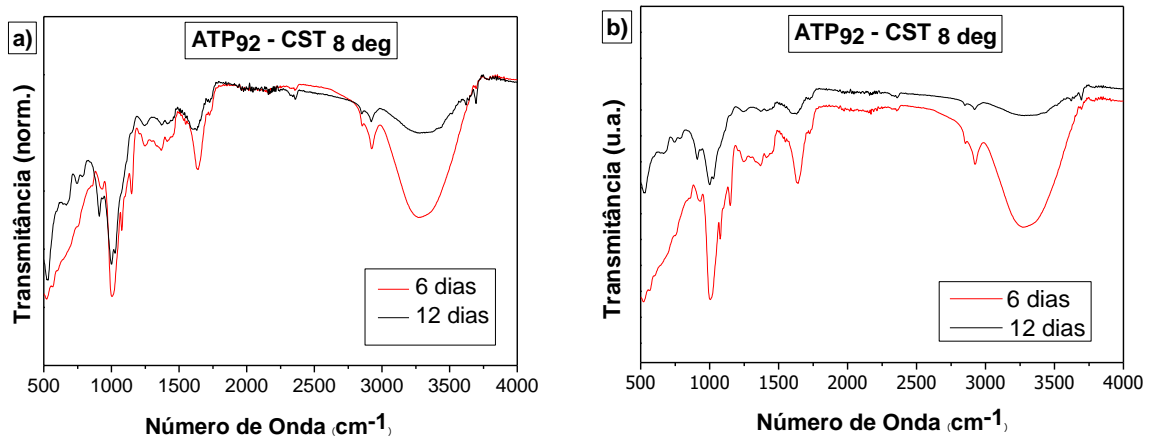 a)
ATP92 - CST 8 deg
Transmitância (norm.)
6 dias
12 dias
500 1000 1500 2000 2500 3000 3500 4000
Número de Onda (cm-1)
b)
ATP92 - CST 8 deg
Transmitância (u.a.)
6 dias
12 dias
500 1000 1500 2000 2500 3000 3500 4000
Número de Onda (cm-1)